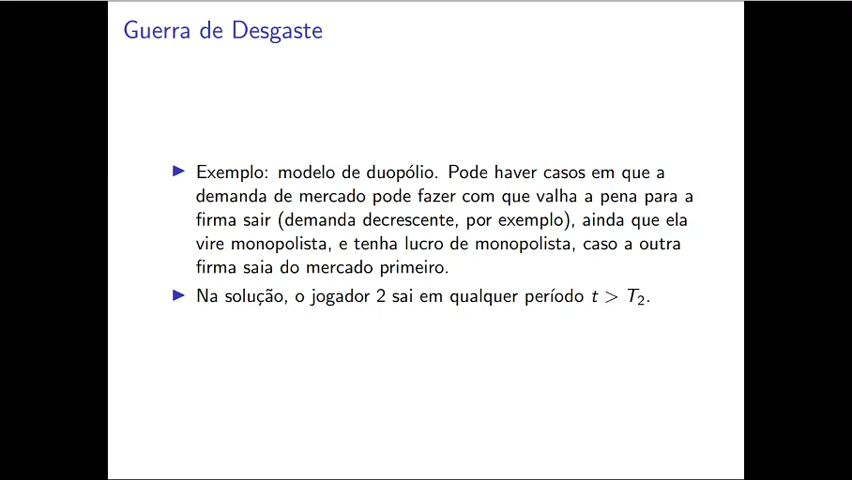 Guerra de Desgaste
▶ Exemplo: modelo de duopólio. Pode haver casos em que a
demanda de mercado pode fazer com que valha a pena para a
firma sair (demanda decrescente, por exemplo), ainda que ela
vire monopolista, e tenha lucro de monopolista, caso a outra
firma saia do mercado primeiro.
▶ Na solução, o jogador 2 sai em qualquer período t > T₂.